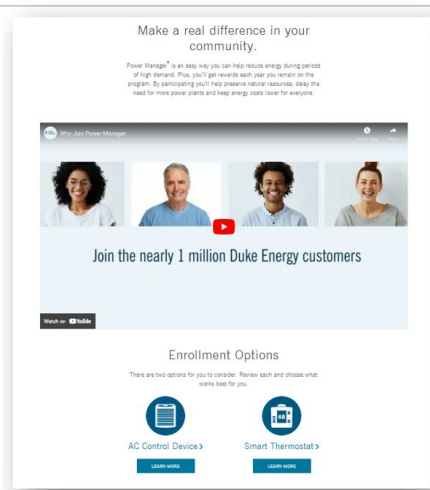 Make a real difference in your
community.
Power Manager® is an easy way you can help reduce energy during periods
of high demand. Plus, you'll get rewards each year you remain on the
program. By participating you'll help preserve natural resources, delay the
need for more power plants and keep energy costs lower for everyone.
Why Join Power Manager
Share
Join the nearly 1 million Duke Energy customers
Watch on YouTube
Enrollment Options
There are two options for you to consider. Review each and choose what
works best for you.
AC Control Device >
Smart Thermostat >
LEARN MORE
LEARN MORE